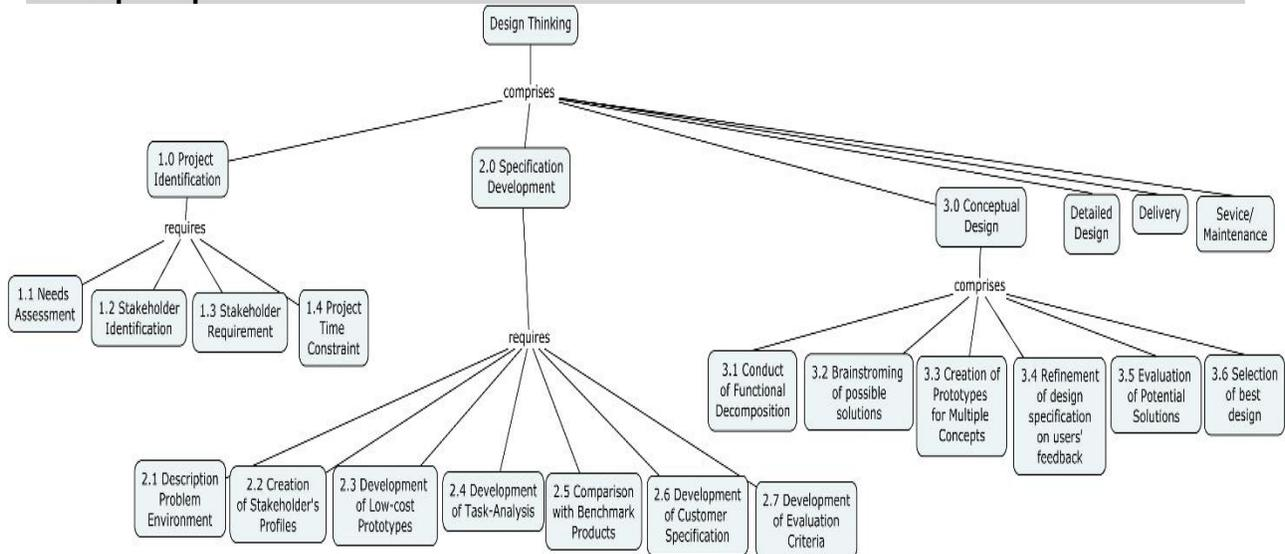 Design Thinking
comprises
1.0 Project
Identification
2.0 Specification
Development
3.0 Conceptual
Design
Detailed
Design
Delivery
Sevice/
Maintenance
requires
1.1 Needs
Assessment
1.2 Stakeholder
Identification
1.3 Stakeholder
Requirement
1.4 Project
Time
Constraint
requires
2.1 Description
Problem
Environment
2.2 Creation
of Stakeholder's
Profiles
2.3 Development
of Low-cost
Prototypes
2.4 Development
of Task-Analysis
2.5 Comparison
with Benchmark
Products
2.6 Development
of Customer
Specification
2.7 Development
of Evaluation
Criteria
comprises
3.1 Conduct
of Functional
Decomposition
3.2 Brainstroming
of possible
solutions
3.3 Creation of
Prototypes
for Multiple
Concepts
3.4 Refinement
of design
specification
on users'
feedback
3.5 Evaluation
of Potential
Solutions
3.6 Selection
of best
design